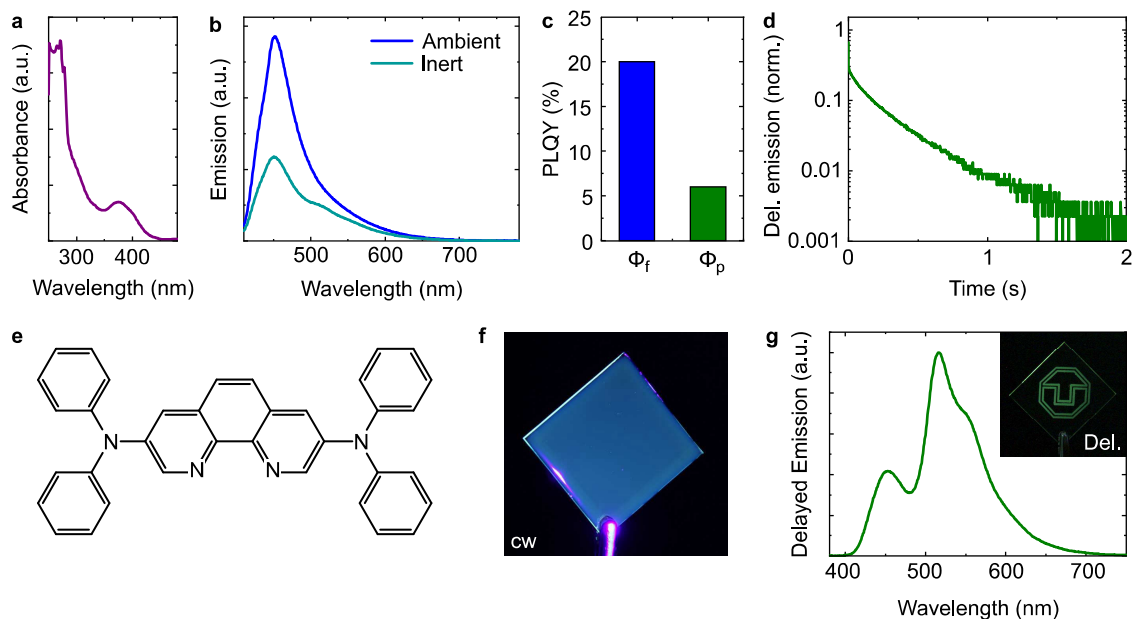 a
Absorbance (a.u.)
300
400
Wavelength (nm)
b
Emission (a.u.)
Ambient
Inert
500
600
700
Wavelength (nm)
c
PLQY (%)
25
20
15
10
5
0
Φf
Φp
d
Del. emission (norm.)
1
0.1
0.01
0.001
0
1
2
Time (s)
e
N
N
N
N
f
CW
g
Delayed Emission (a.u.)
Del.
400
500
600
700
Wavelength (nm)